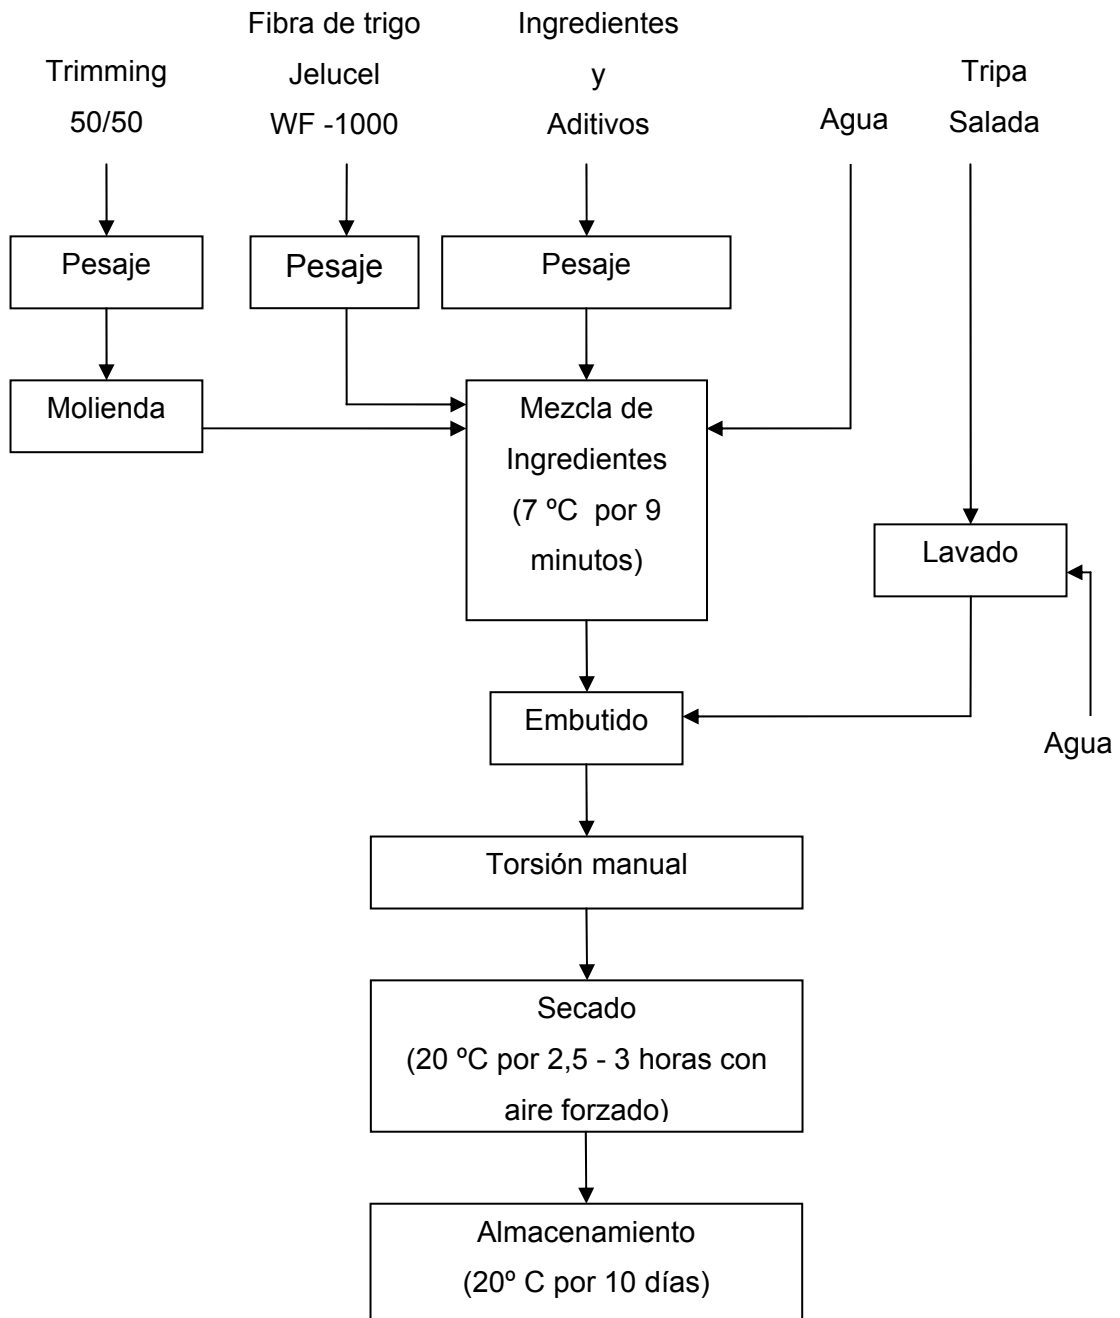 Trimming
50/50
Fibra de trigo
Jelucel
WF -1000
Ingredientes
y
Aditivos
Agua
Tripa
Salada
Pesaje
Pesaje
Pesaje
Molienda
Mezcla de
Ingredientes
(7 ºC por 9
minutos)
Lavado
Agua
Embutido
Torsión manual
Secado
(20 ºC por 2,5 - 3 horas con
aire forzado)
Almacenamiento
(20º C por 10 días)